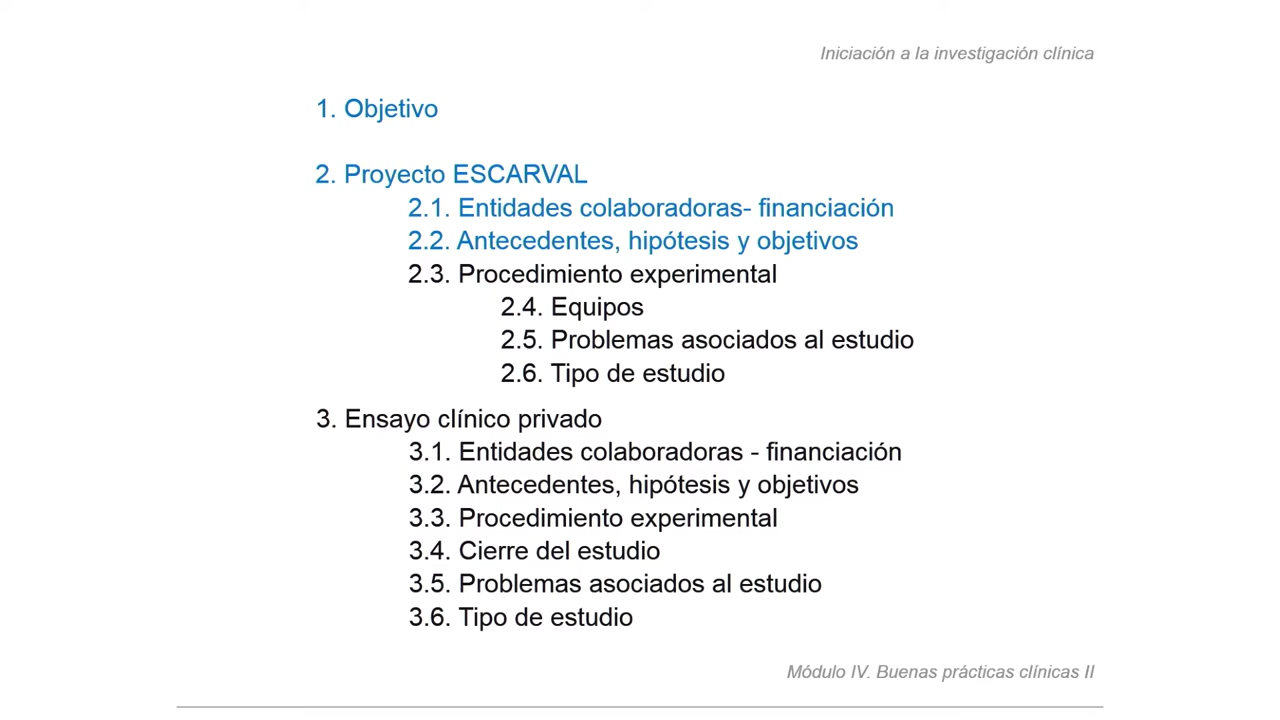 Iniciación a la investigación clínica
1. Objetivo
2. Proyecto ESCARVAL
2.1. Entidades colaboradoras- financiación
2.2. Antecedentes, hipótesis y objetivos
2.3. Procedimiento experimental
2.4. Equipos
2.5. Problemas asociados al estudio
2.6. Tipo de estudio
3. Ensayo clínico privado
3.1. Entidades colaboradoras - financiación
3.2. Antecedentes, hipótesis y objetivos
3.3. Procedimiento experimental
3.4. Cierre del estudio
3.5. Problemas asociados al estudio
3.6. Tipo de estudio
Módulo IV. Buenas prácticas clínicas II